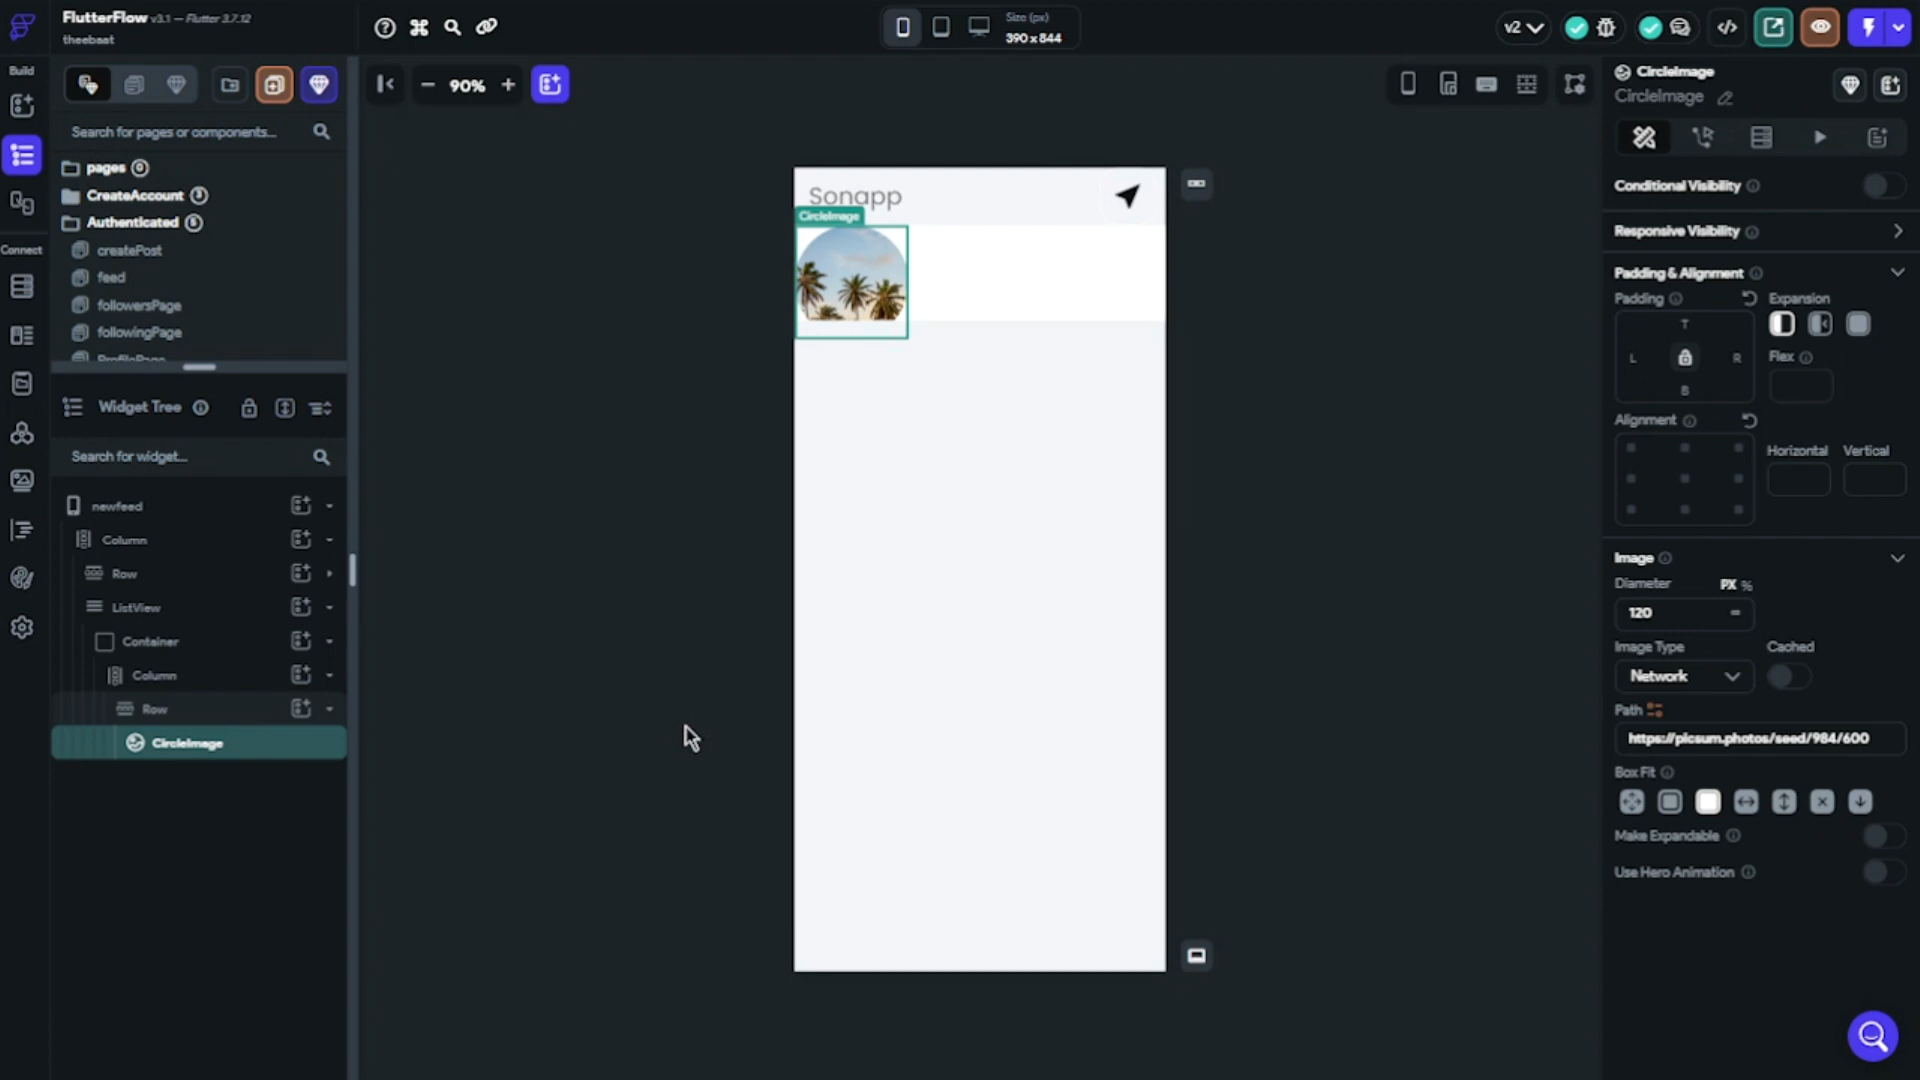 FlutterFlow v3.1 — Flutter 3.7.12
theebaat
Size (px)
390 x 844
v2
Build
90%
CircleImage
CircleImage
Search for pages or components...
pages 0
CreateAccount 3
Authenticated
createPost
feed
followersPage
followingPage
ProfilePage
Connect
Widget Tree
Search for widget...
newfeed
Column
Row
ListView
Container
Column
Row
CircleImage
Sonapp
CircleImage
Conditional Visibility
Responsive Visibility
Padding & Alignment
Padding
Expansion
T
L
R
B
Flex
Alignment
Horizontal
Vertical
Image
Diameter
PX %
120
Image Type
Cached
Network
Path
https://picsum.photos/seed/984/600
Box Fit
Make Expandable
Use Hero Animation